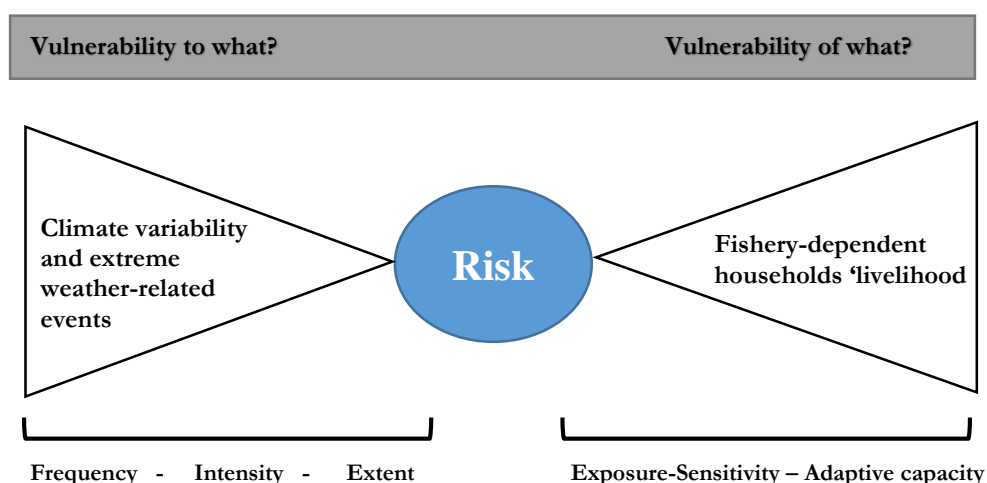 Vulnerability to what? Vulnerability of what?
Climate variability
and extreme
weather-related
events
Risk
Fishery-dependent
households ‘livelihood
Frequency - Intensity - Extent
Exposure-Sensitivity – Adaptive capacity